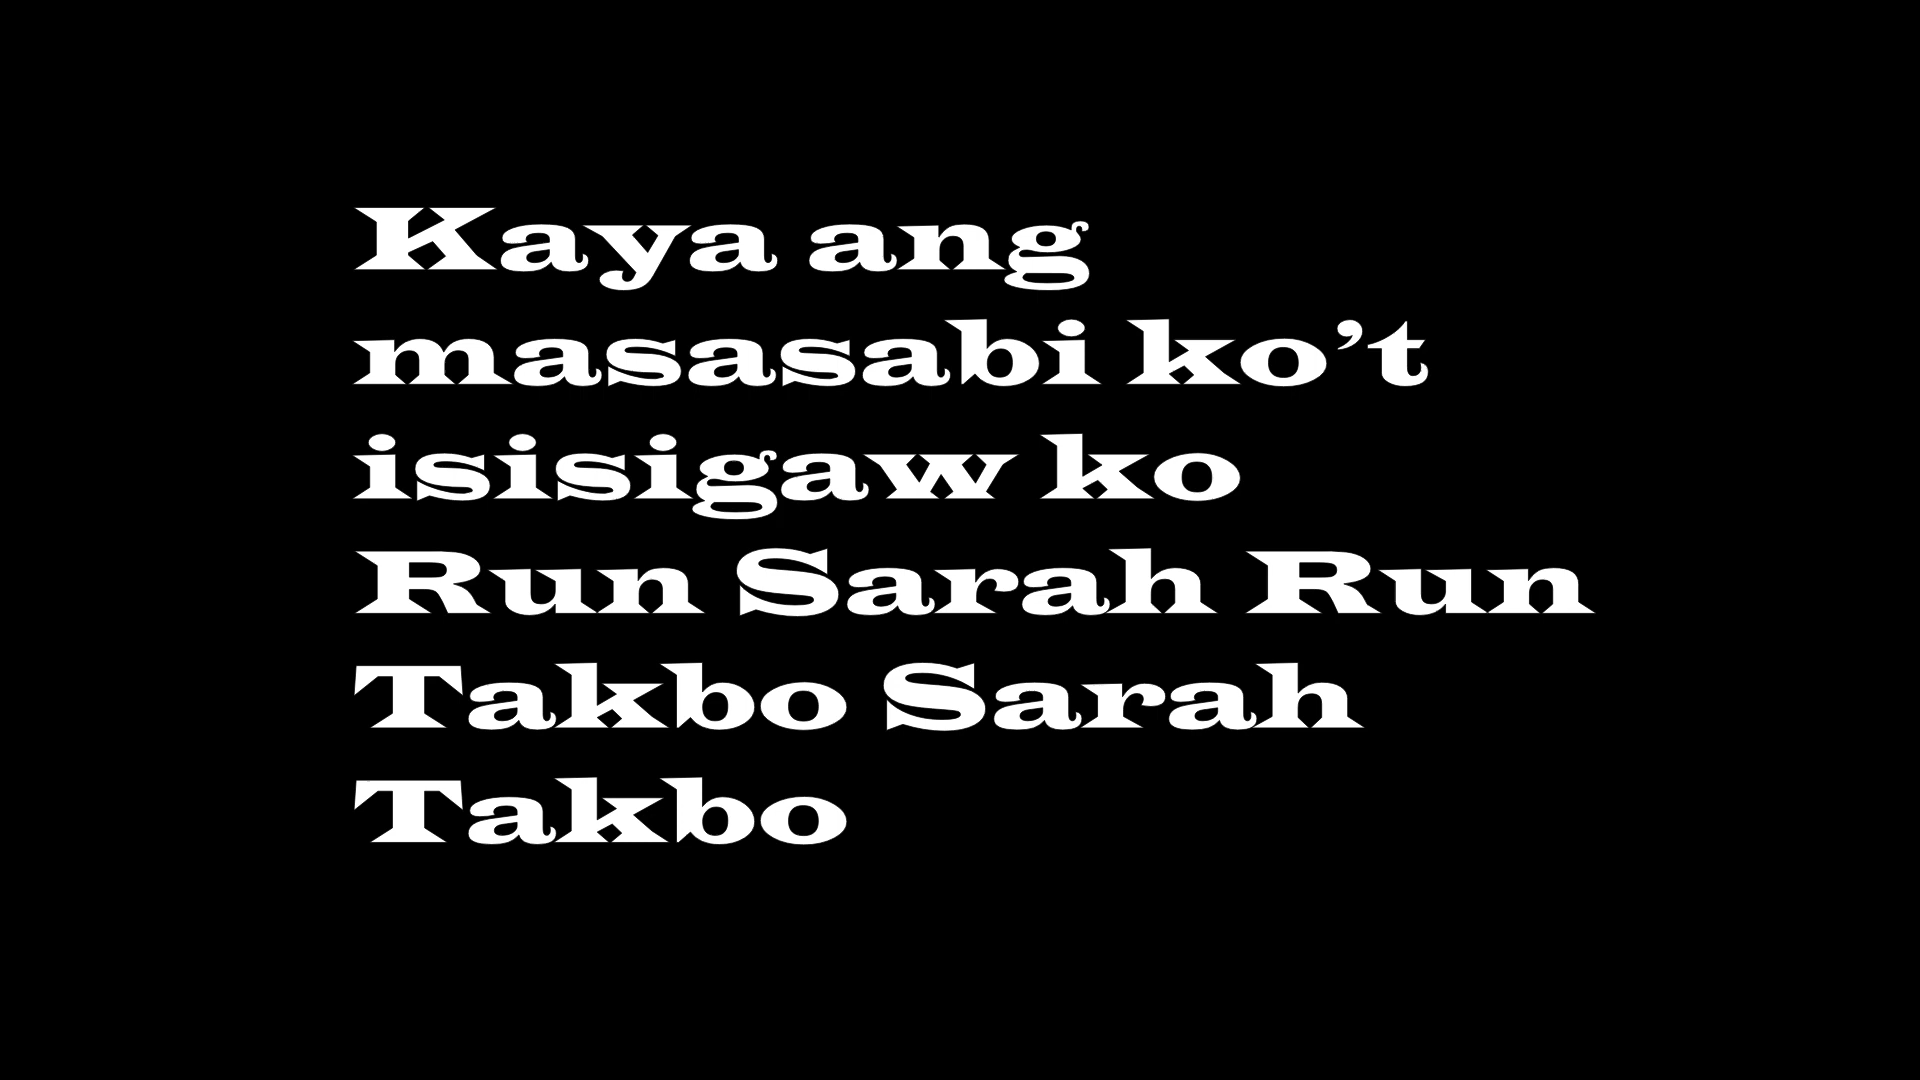 Kaya ang
masasabi ko’t
isisigaw ko
Run Sarah Run
Takbo Sarah
Takbo